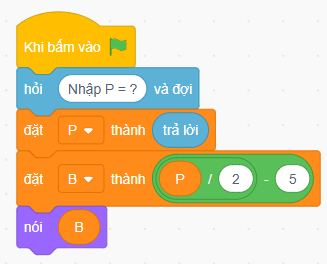 Khi bấm vào
hỏi Nhập P = ? và đợi
đặt P thành trả lời
đặt B thành P / 2 - 5
nói B